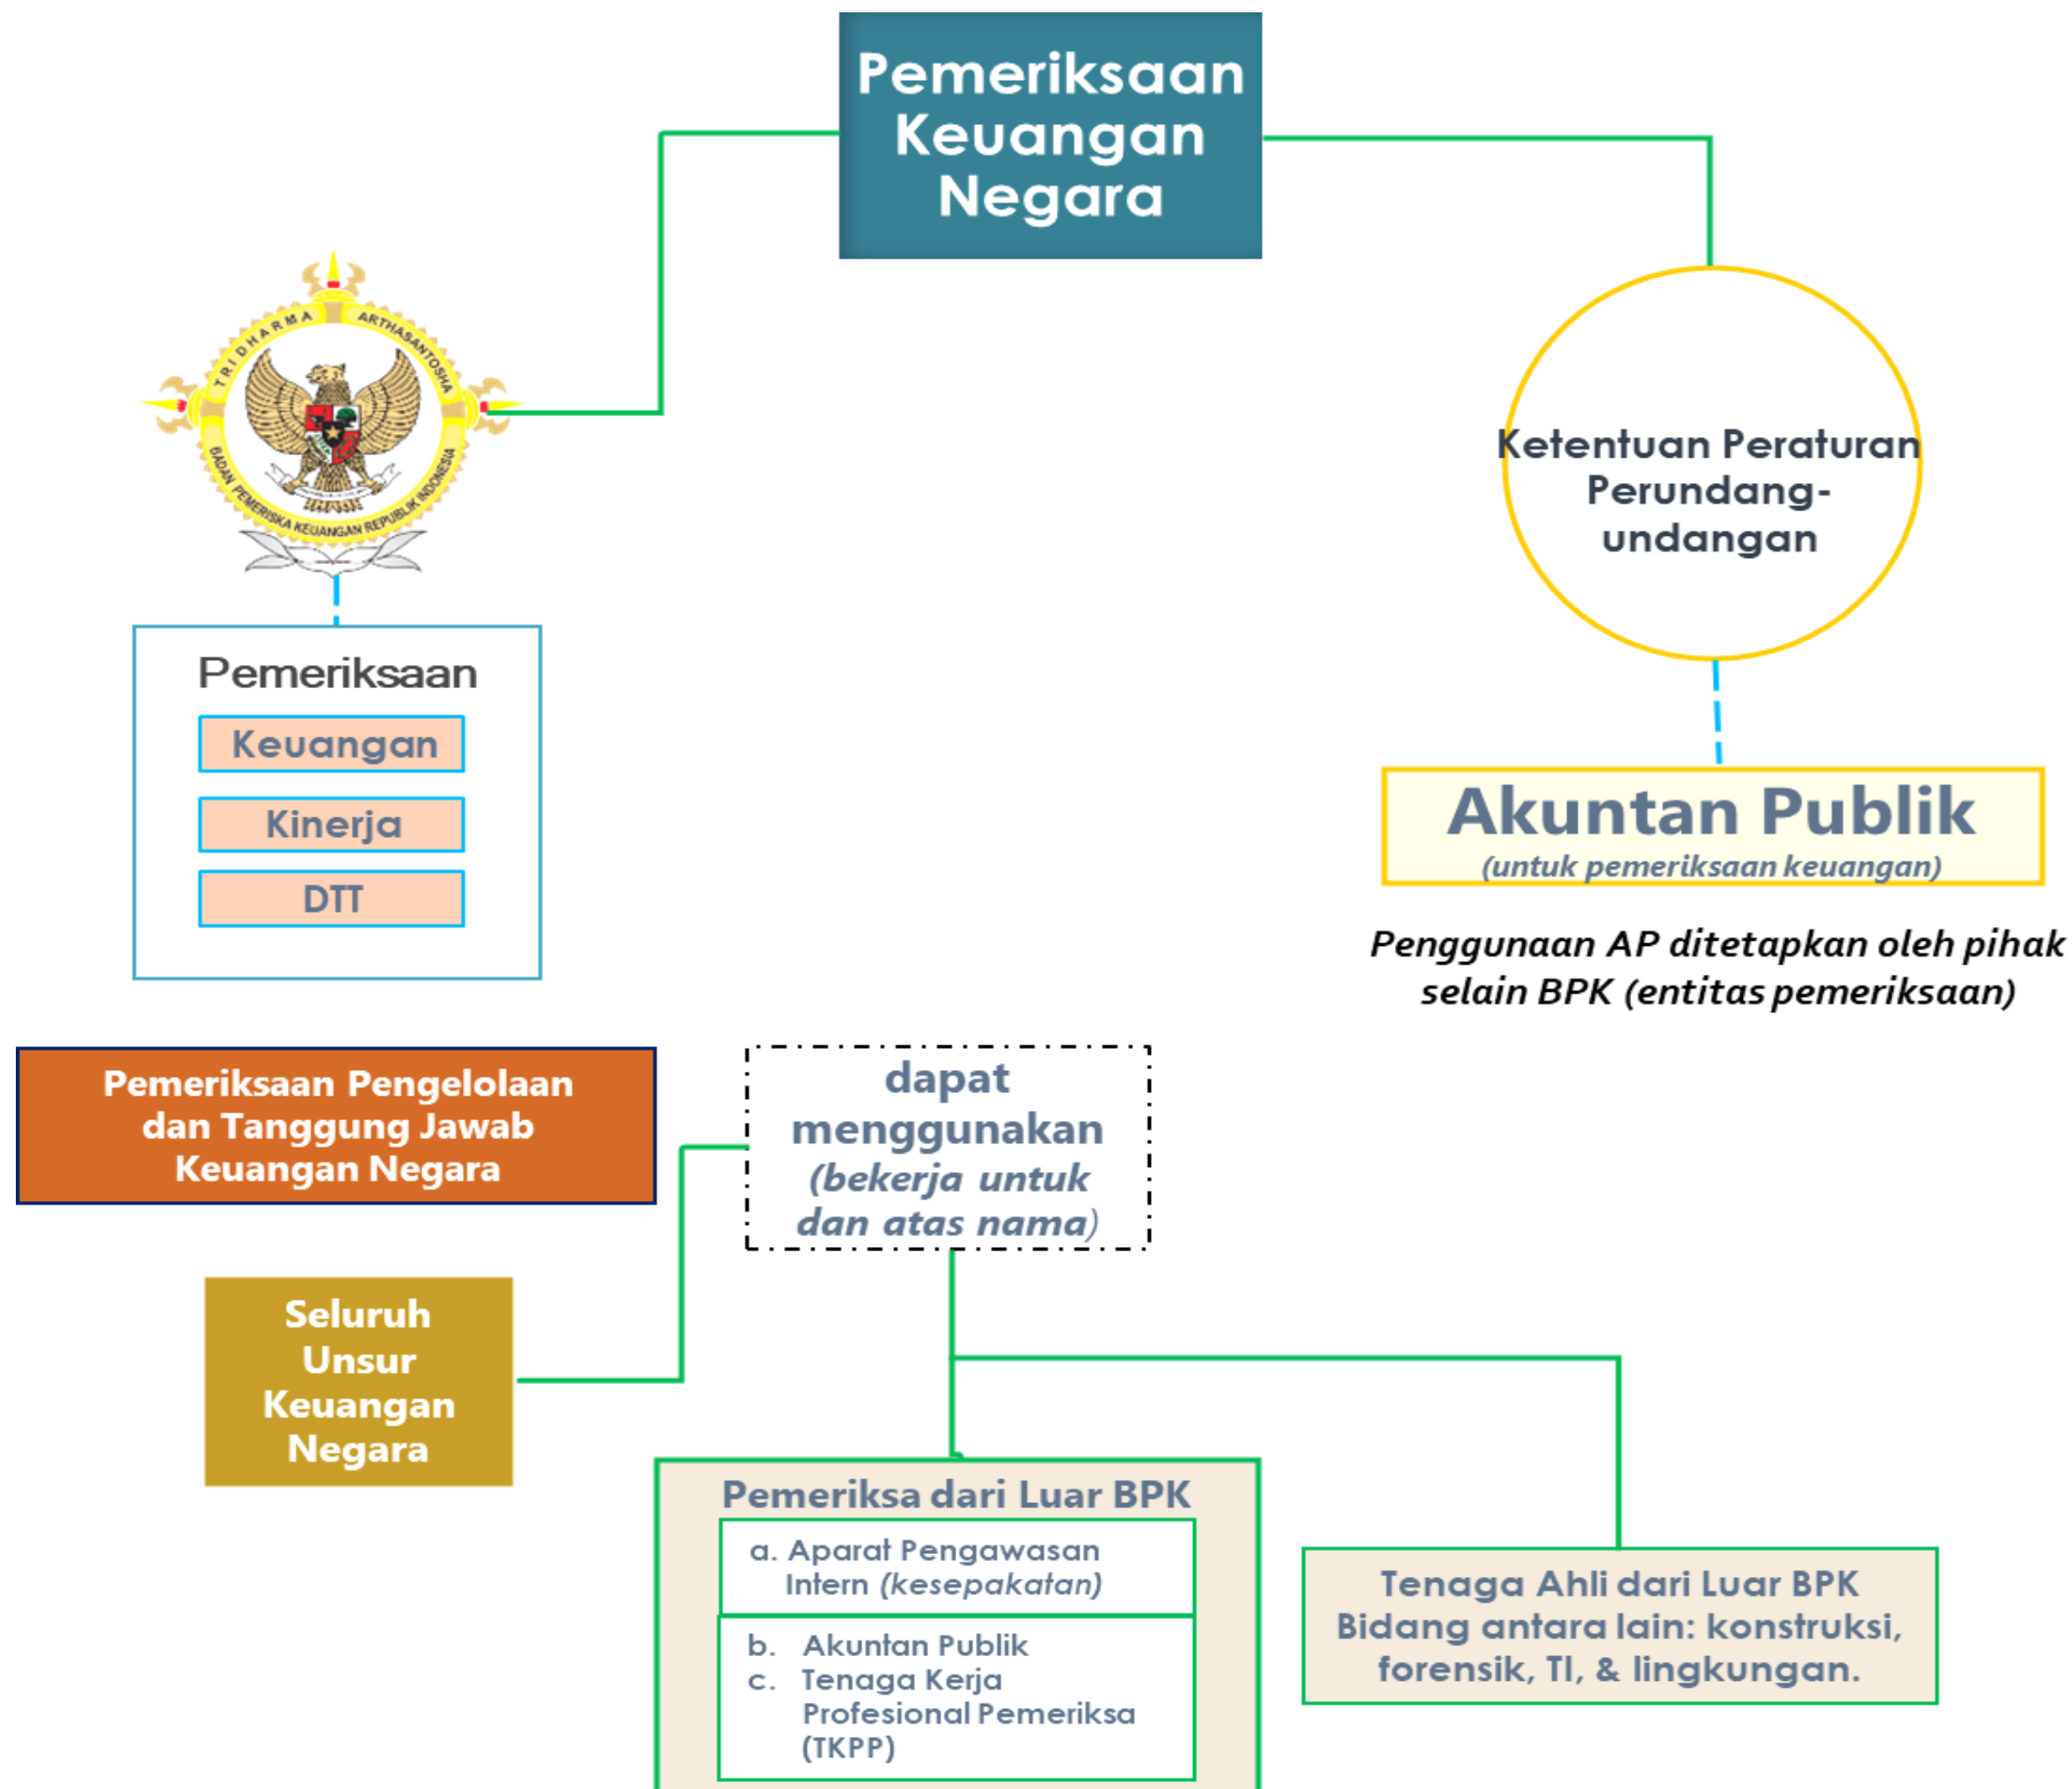 Pemeriksaan
Keuangan
Negara
TRIDHARMA ARTHASANTOSHA
BADAN PEMERISKA KEUANGAN REPUBLIK INDONESIA
Ketentuan Peraturan
Perundang-
undangan
Pemeriksaan
Keuangan
Kinerja
DTT
Akuntan Publik
(untuk pemeriksaan keuangan)
Penggunaan AP ditetapkan oleh pihak
selain BPK (entitas pemeriksaan)
Pemeriksaan Pengelolaan
dan Tanggung Jawab
Keuangan Negara
dapat
menggunakan
(bekerja untuk
dan atas nama)
Seluruh
Unsur
Keuangan
Negara
Pemeriksa dari Luar BPK
a. Aparat Pengawasan
Intern (kesepakatan)
b. Akuntan Publik
c. Tenaga Kerja
Profesional Pemeriksa
(TKPP)
Tenaga Ahli dari Luar BPK
Bidang antara lain: konstruksi,
forensik, TI, & lingkungan.